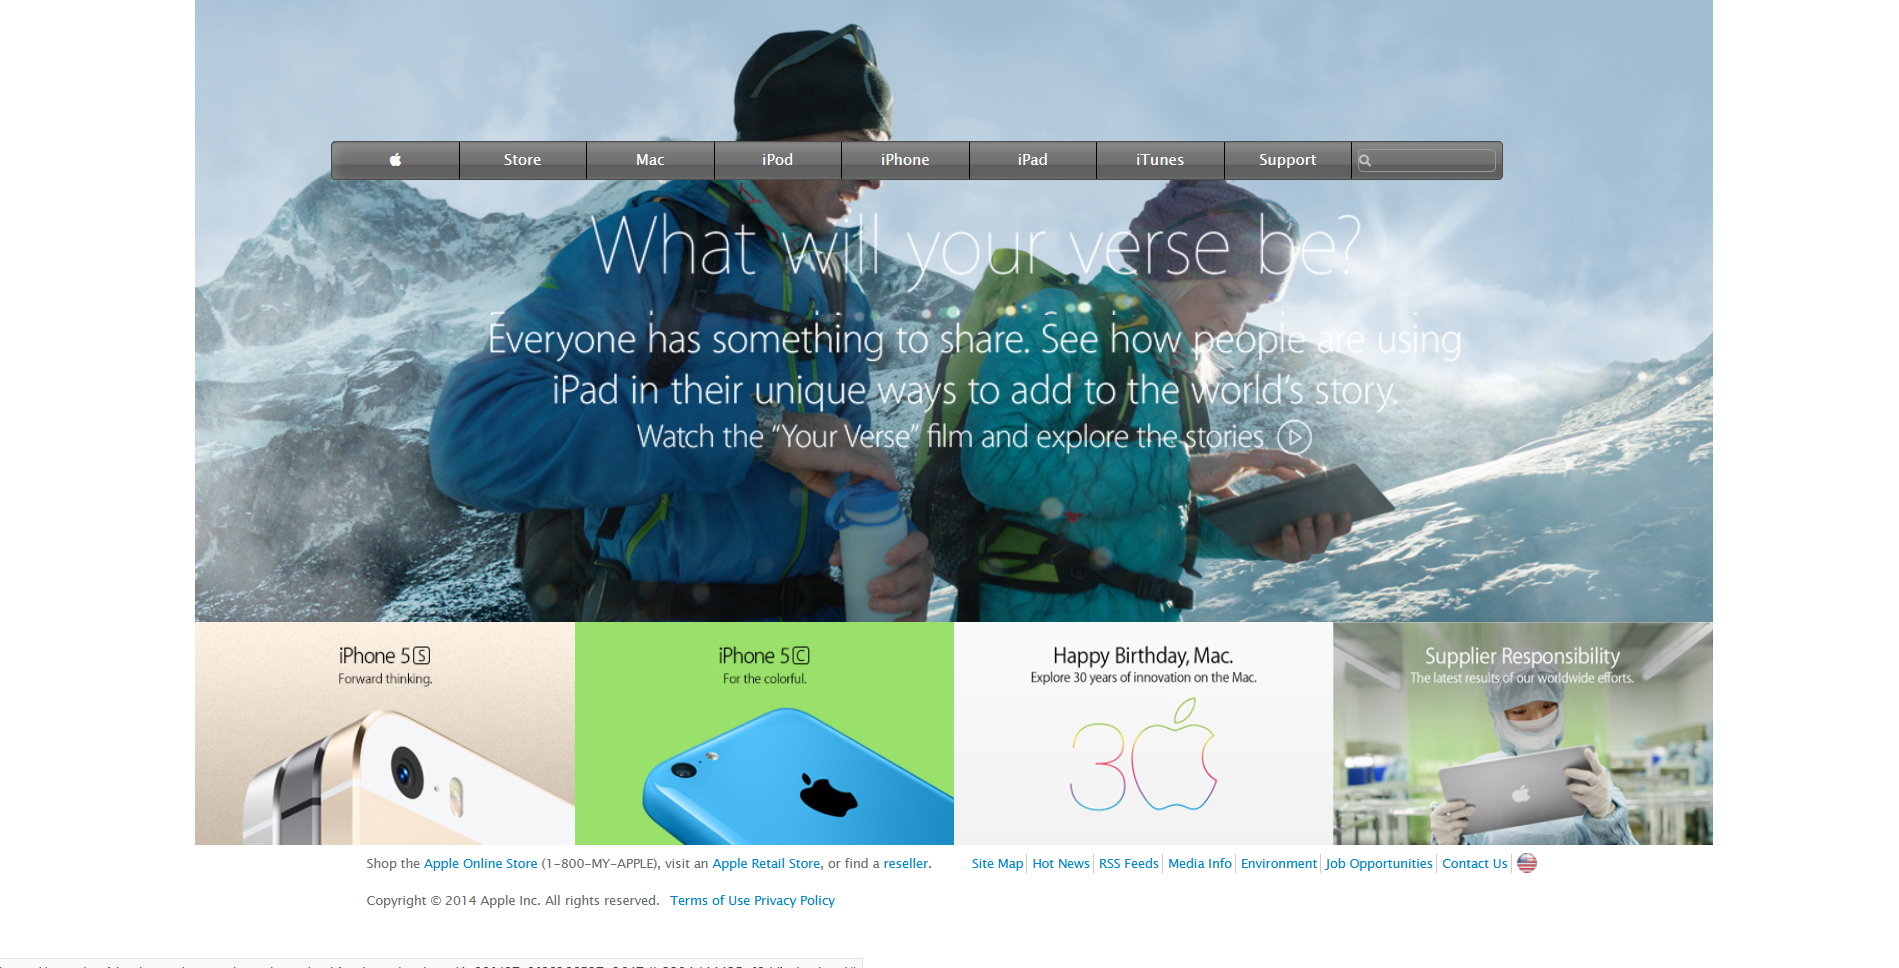 Store Mac iPod iPhone iPad iTunes Support
What will your verse be?
Everyone has something to share. See how people are using
iPad in their unique ways to add to the world's story.
Watch the “Your Verse” film and explore the stories
iPhone 5S
Forward thinking.
iPhone 5C
For the colorful.
Happy Birthday, Mac.
Explore 30 years of innovation on the Mac.
30
Supplier Responsibility
The latest results of our worldwide efforts.
Shop the Apple Online Store (1-800-MY-APPLE), visit an Apple Retail Store, or find a reseller.
Site Map Hot News RSS Feeds Media Info Environment Job Opportunities Contact Us
Copyright © 2014 Apple Inc. All rights reserved. Terms of Use Privacy Policy